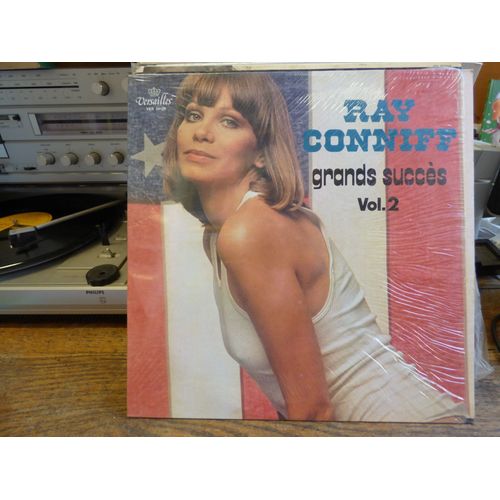 Versailles
RAY
CONNIFF
grands succès
Vol.2
PHILIPS